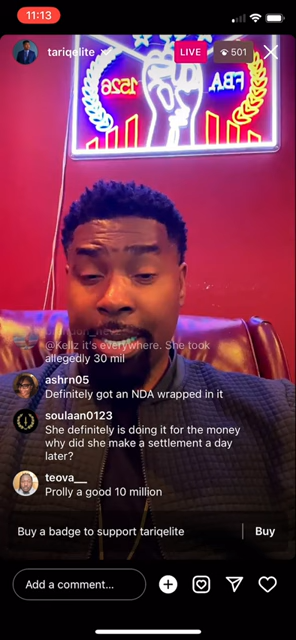 11:13
tariqelite
LIVE
501
1526
FBA
@Kellz it's everywhere. She took
allegedly 30 mil
ashrn05
Definitely got an NDA wrapped in it
soulaan0123
She definitely is doing it for the money
why did she make a settlement a day
later?
teova__
Prolly a good 10 million
Buy a badge to support tariqelite
Buy
Add a comment...